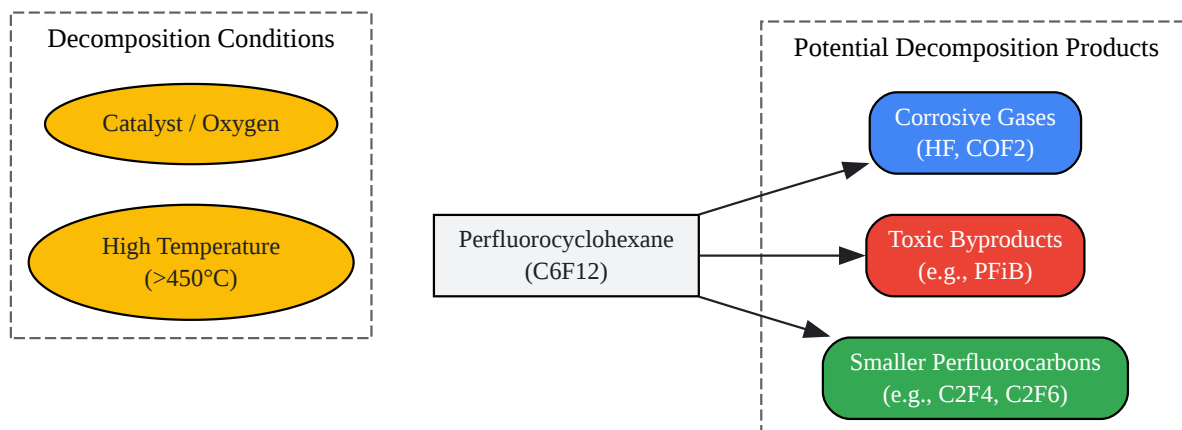 Decomposition Conditions
Catalyst / Oxygen
High Temperature
(>450°C)
Perfluorocyclohexane
(C6F12)
Potential Decomposition Products
Corrosive Gases
(HF, COF2)
Toxic Byproducts
(e.g., PFiB)
Smaller Perfluorocarbons
(e.g., C2F4, C2F6)